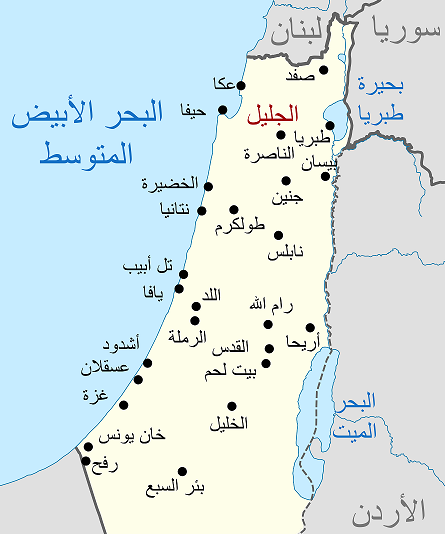 سوريا
لبنان
صفد
عكا
بحيرة
طبريا
حيفا
الجليل
البحر الأبيض
المتوسط
طبريا
الناصرة
بيسان
الخضيرة
جنين
نتانيا
طولكرم
نابلس
تل أبيب
يافا
اللد
رام الله
الرملة
أريحا
القدس
أشدود
بيت لحم
عسقلان
غزة
البحر
الميت
الخليل
خان يونس
رفح
بئر السبع
الأردن